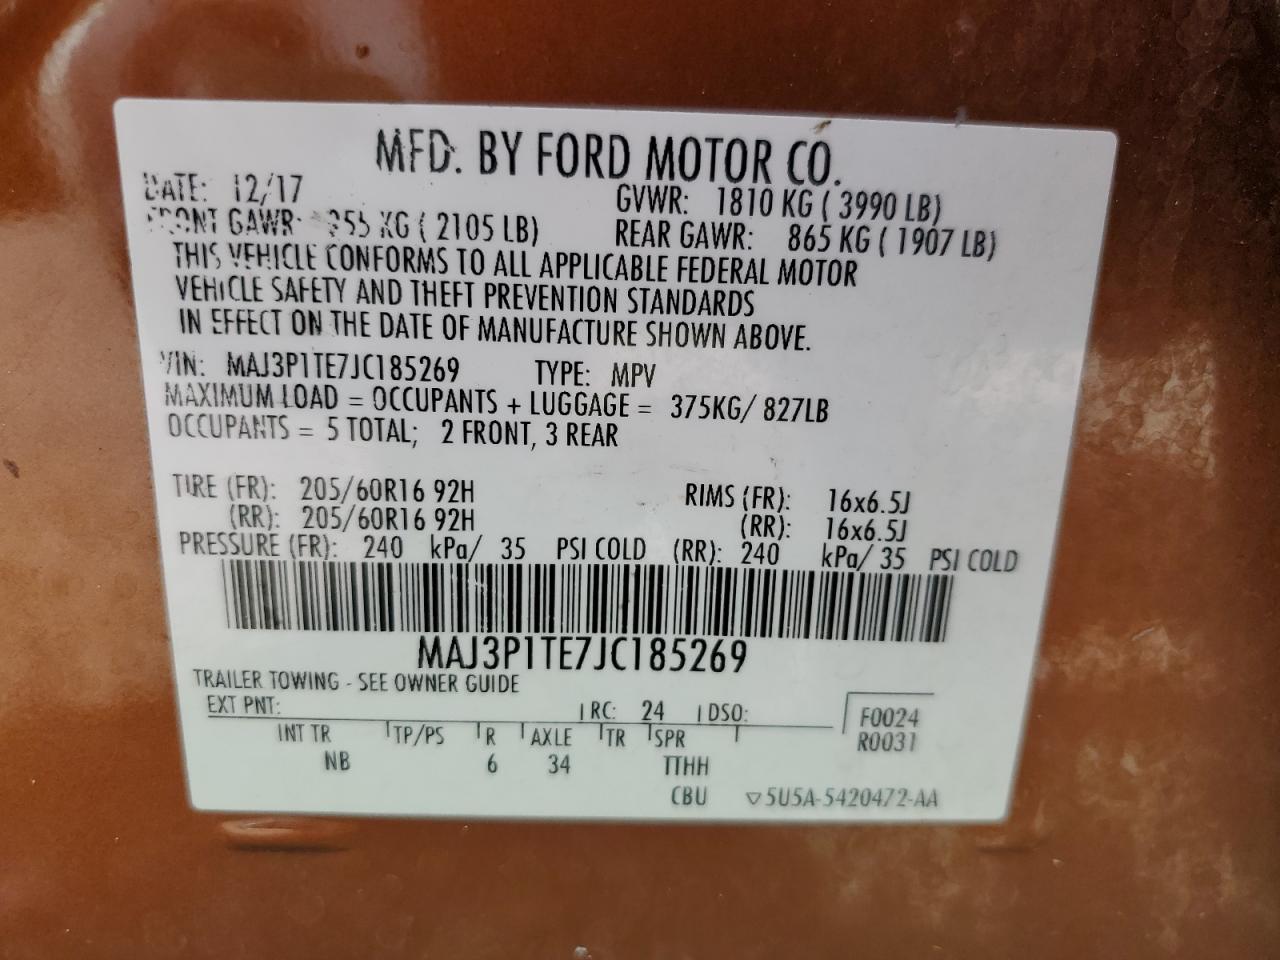 MFD. BY FORD MOTOR CO.
DATE: 12/17 GVWR: 1810 KG ( 3990 LB)
FRONT GAWR: KG ( 2105 LB) REAR GAWR: 865 KG ( 1907 LB)
THIS VEHICLE CONFORMS TO ALL APPLICABLE FEDERAL MOTOR
VEHICLE SAFETY AND THEFT PREVENTION STANDARDS
IN EFFECT ON THE DATE OF MANUFACTURE SHOWN ABOVE.
VIN: MAJ3P1TE7JC185269 TYPE: MPV
MAXIMUM LOAD = OCCUPANTS + LUGGAGE = 375KG/ 827LB
OCCUPANTS = 5 TOTAL; 2 FRONT, 3 REAR
TIRE (FR): 205/60R16 92H RIMS (FR): 16x6.5J
(RR): 205/60R16 92H (RR): 16x6.5J
PRESSURE (FR): 240 kPa/ 35 PSI COLD (RR): 240 kPa/ 35 PSI COLD
MAJ3P1TE7JC185269
TRAILER TOWING - SEE OWNER GUIDE
EXT PNT: RC: 24 DSO: F0024
INT TR TP/PS R AXLE TR SPR R0031
NB 6 34 TTHH
CBU ▽5U5A-5420472-AA